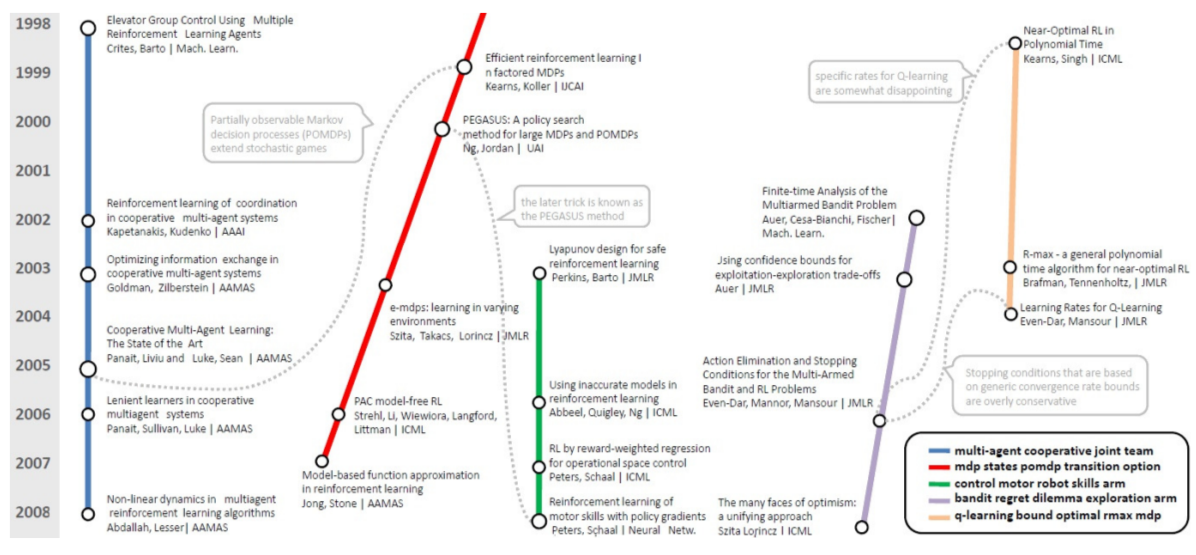 1998
1999
2000
2001
2002
2003
2004
2005
2006
2007
2008
Elevator Group Control Using Multiple
Reinforcement Learning Agents
Crites, Barto | Mach. Learn.
Reinforcement learning of coordination
in cooperative multi-agent systems
Kapetanakis, Kudenko | AAAI
Optimizing information exchange in
cooperative multi-agent systems
Goldman, Zilberstein | AAMAS
Cooperative Multi-Agent Learning:
The State of the Art
Panait, Liviu and Luke, Sean | AAMAS
Lenient learners in cooperative
multiagent systems
Panait, Sullivan, Luke | AAMAS
Non-linear dynamics in multiagent
reinforcement learning algorithms
Abdallah, Lesser| AAMAS
Partially observable Markov
decision processes (POMDPs)
extend stochastic games
Efficient reinforcement learning I
n factored MDPs
Kearns, Koller | IJCAI
PEGASUS: A policy search
method for large MDPs and POMDPs
Ng, Jordan | UAI
the later trick is known as
the PEGASUS method
e-mdps: learning in varying
environments
Szita, Takacs, Lorincz | JMLR
PAC model-free RL
Strehl, Li, Wiewiora, Langford,
Littman | ICML
Model-based function approximation
in reinforcement learning
Jong, Stone | AAMAS
Lyapunov design for safe
reinforcement learning
Perkins, Barto | JMLR
Using inaccurate models in
reinforcement learning
Abbeel, Quigley, Ng | ICML
RL by reward-weighted regression
for operational space control
Peters, Schaal | ICML
Reinforcement learning of
motor skills with policy gradients
Peters, Schaal | Neural Netw.
Finite-time Analysis of the
Multiarmed Bandit Problem
Auer, Cesa-Bianchi, Fischer |
Mach. Learn.
Jsing confidence bounds for
exploitation-exploration trade-offs
Auer | JMLR
Action Elimination and Stopping
Conditions for the Multi-Armed
Bandit and RL Problems
Even-Dar, Mannor, Mansour | JMLR
The many faces of optimism:
a unifying approach
Szita Lorincz | ICML
specific rates for Q-learning
are somewhat disappointing
Near-Optimal RL in
Polynomial Time
Kearns, Singh | ICML
R-max - a general polynomial
time algorithm for near-optimal RL
Brafman, Tennenholtz, | JMLR
Learning Rates for Q-Learning
Even-Dar, Mansour | JMLR
Stopping conditions that are based
on generic convergence rate bounds
are overly conservative
multi-agent cooperative joint team
mdp states pomdp transition option
control motor robot skills arm
bandit regret dilemma exploration arm
q-learning bound optimal rmax mdp